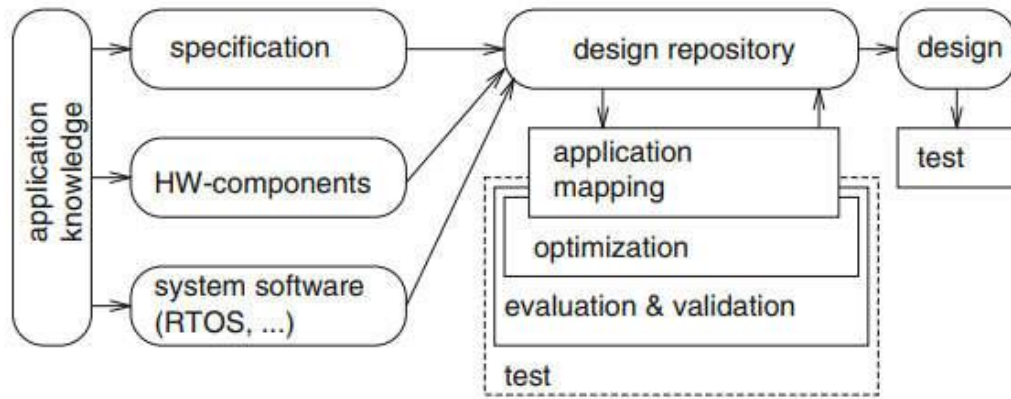 application
knowledge
specification
HW-components
system software
(RTOS, ...)
design repository
application
mapping
optimization
evaluation & validation
test
design
test